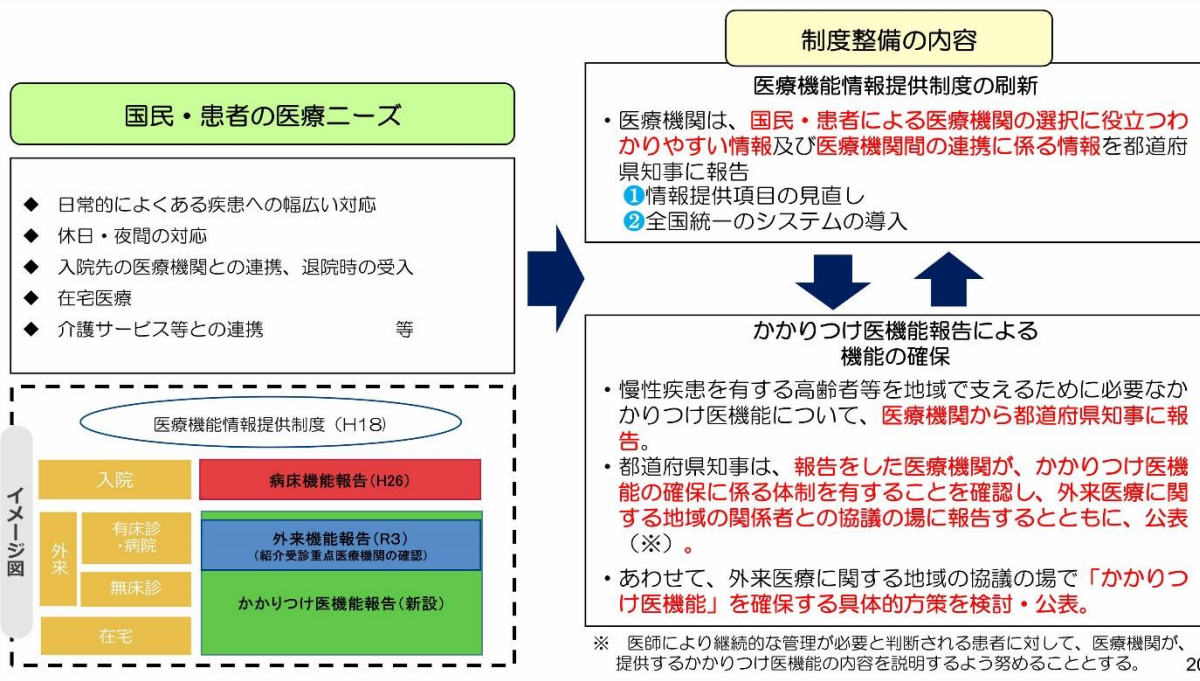 国民・患者の医療ニーズ
◆ 日常的によくある疾患への幅広い対応
◆ 休日・夜間の対応
◆ 入院先の医療機関との連携、退院時の受入
◆ 在宅医療
◆ 介護サービス等との連携 等
イメージ図
医療機能情報提供制度（H18）
入院
病床機能報告(H26)
外来
有床診
・病院
外来機能報告(R3)
(紹介受診重点医療機関の確認)
無床診
かかりつけ医機能報告(新設)
在宅
制度整備の内容
医療機能情報提供制度の刷新
・医療機関は、国民・患者による医療機関の選択に役立つわ
かりやすい情報及び医療機関間の連携に係る情報を都道府
県知事に報告
❶情報提供項目の見直し
❷全国統一のシステムの導入
かかりつけ医機能報告による
機能の確保
・慢性疾患を有する高齢者等を地域で支えるために必要なか
かりつけ医機能について、医療機関から都道府県知事に報
告。
・都道府県知事は、報告をした医療機関が、かかりつけ医機
能の確保に係る体制を有することを確認し、外来医療に関
する地域の関係者との協議の場に報告するとともに、公表
（※）。
・あわせて、外来医療に関する地域の協議の場で「かかりつ
け医機能」を確保する具体的方策を検討・公表。
※ 医師により継続的な管理が必要と判断される患者に対して、医療機関が、
提供するかかりつけ医機能の内容を説明するよう努めることとする。
20